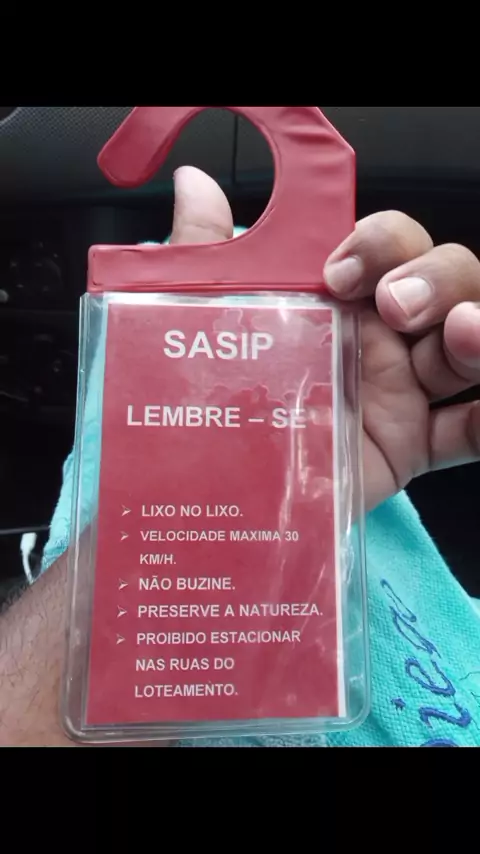 SASIP
LEMBRE – SE
➢ LIXO NO LIXO.
➢ VELOCIDADE MAXIMA 30
KM/H.
➢ NÃO BUZINE.
➢ PRESERVE A NATUREZA.
➢ PROIBIDO ESTACIONAR
NAS RUAS DO
LOTEAMENTO.